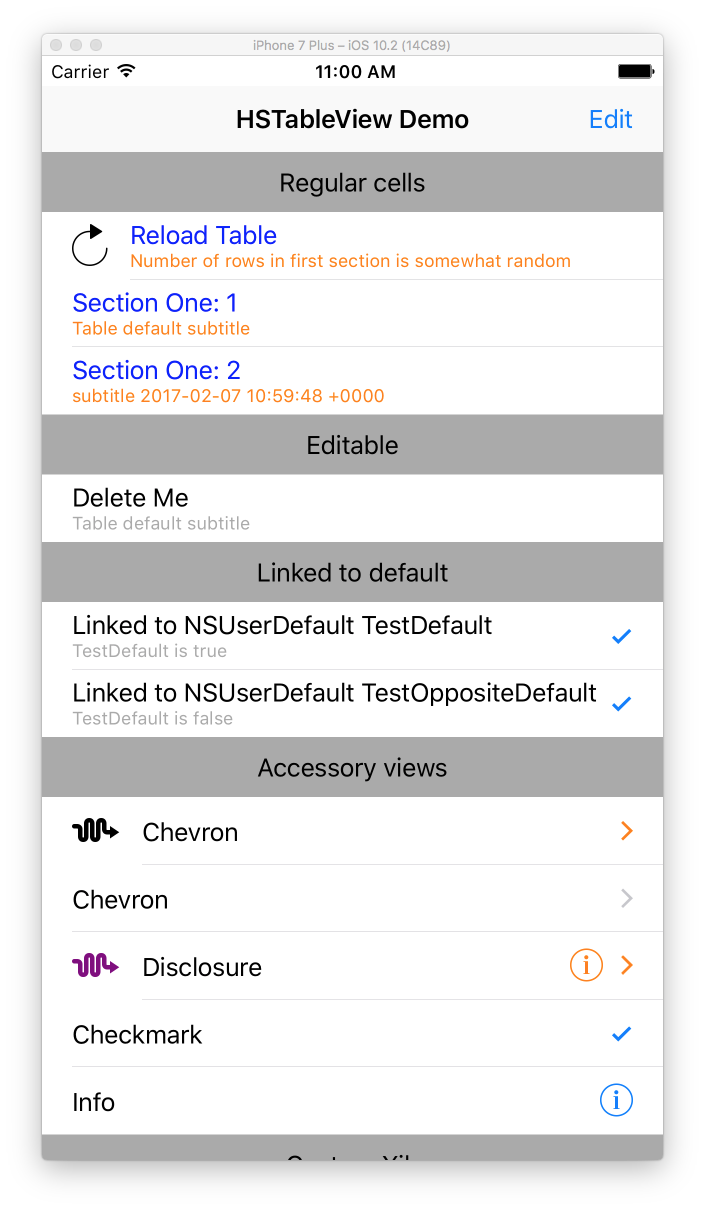 iPhone 7 Plus – iOS 10.2 (14C89)
Carrier 11:00 AM
HSTableView Demo Edit
Regular cells
Reload Table
Number of rows in first section is somewhat random
Section One: 1
Table default subtitle
Section One: 2
subtitle 2017-02-07 10:59:48 +0000
Editable
Delete Me
Table default subtitle
Linked to default
Linked to NSUserDefault TestDefault
TestDefault is true
Linked to NSUserDefault TestOppositeDefault
TestDefault is false
Accessory views
Chevron
Chevron
Disclosure
Checkmark
Info